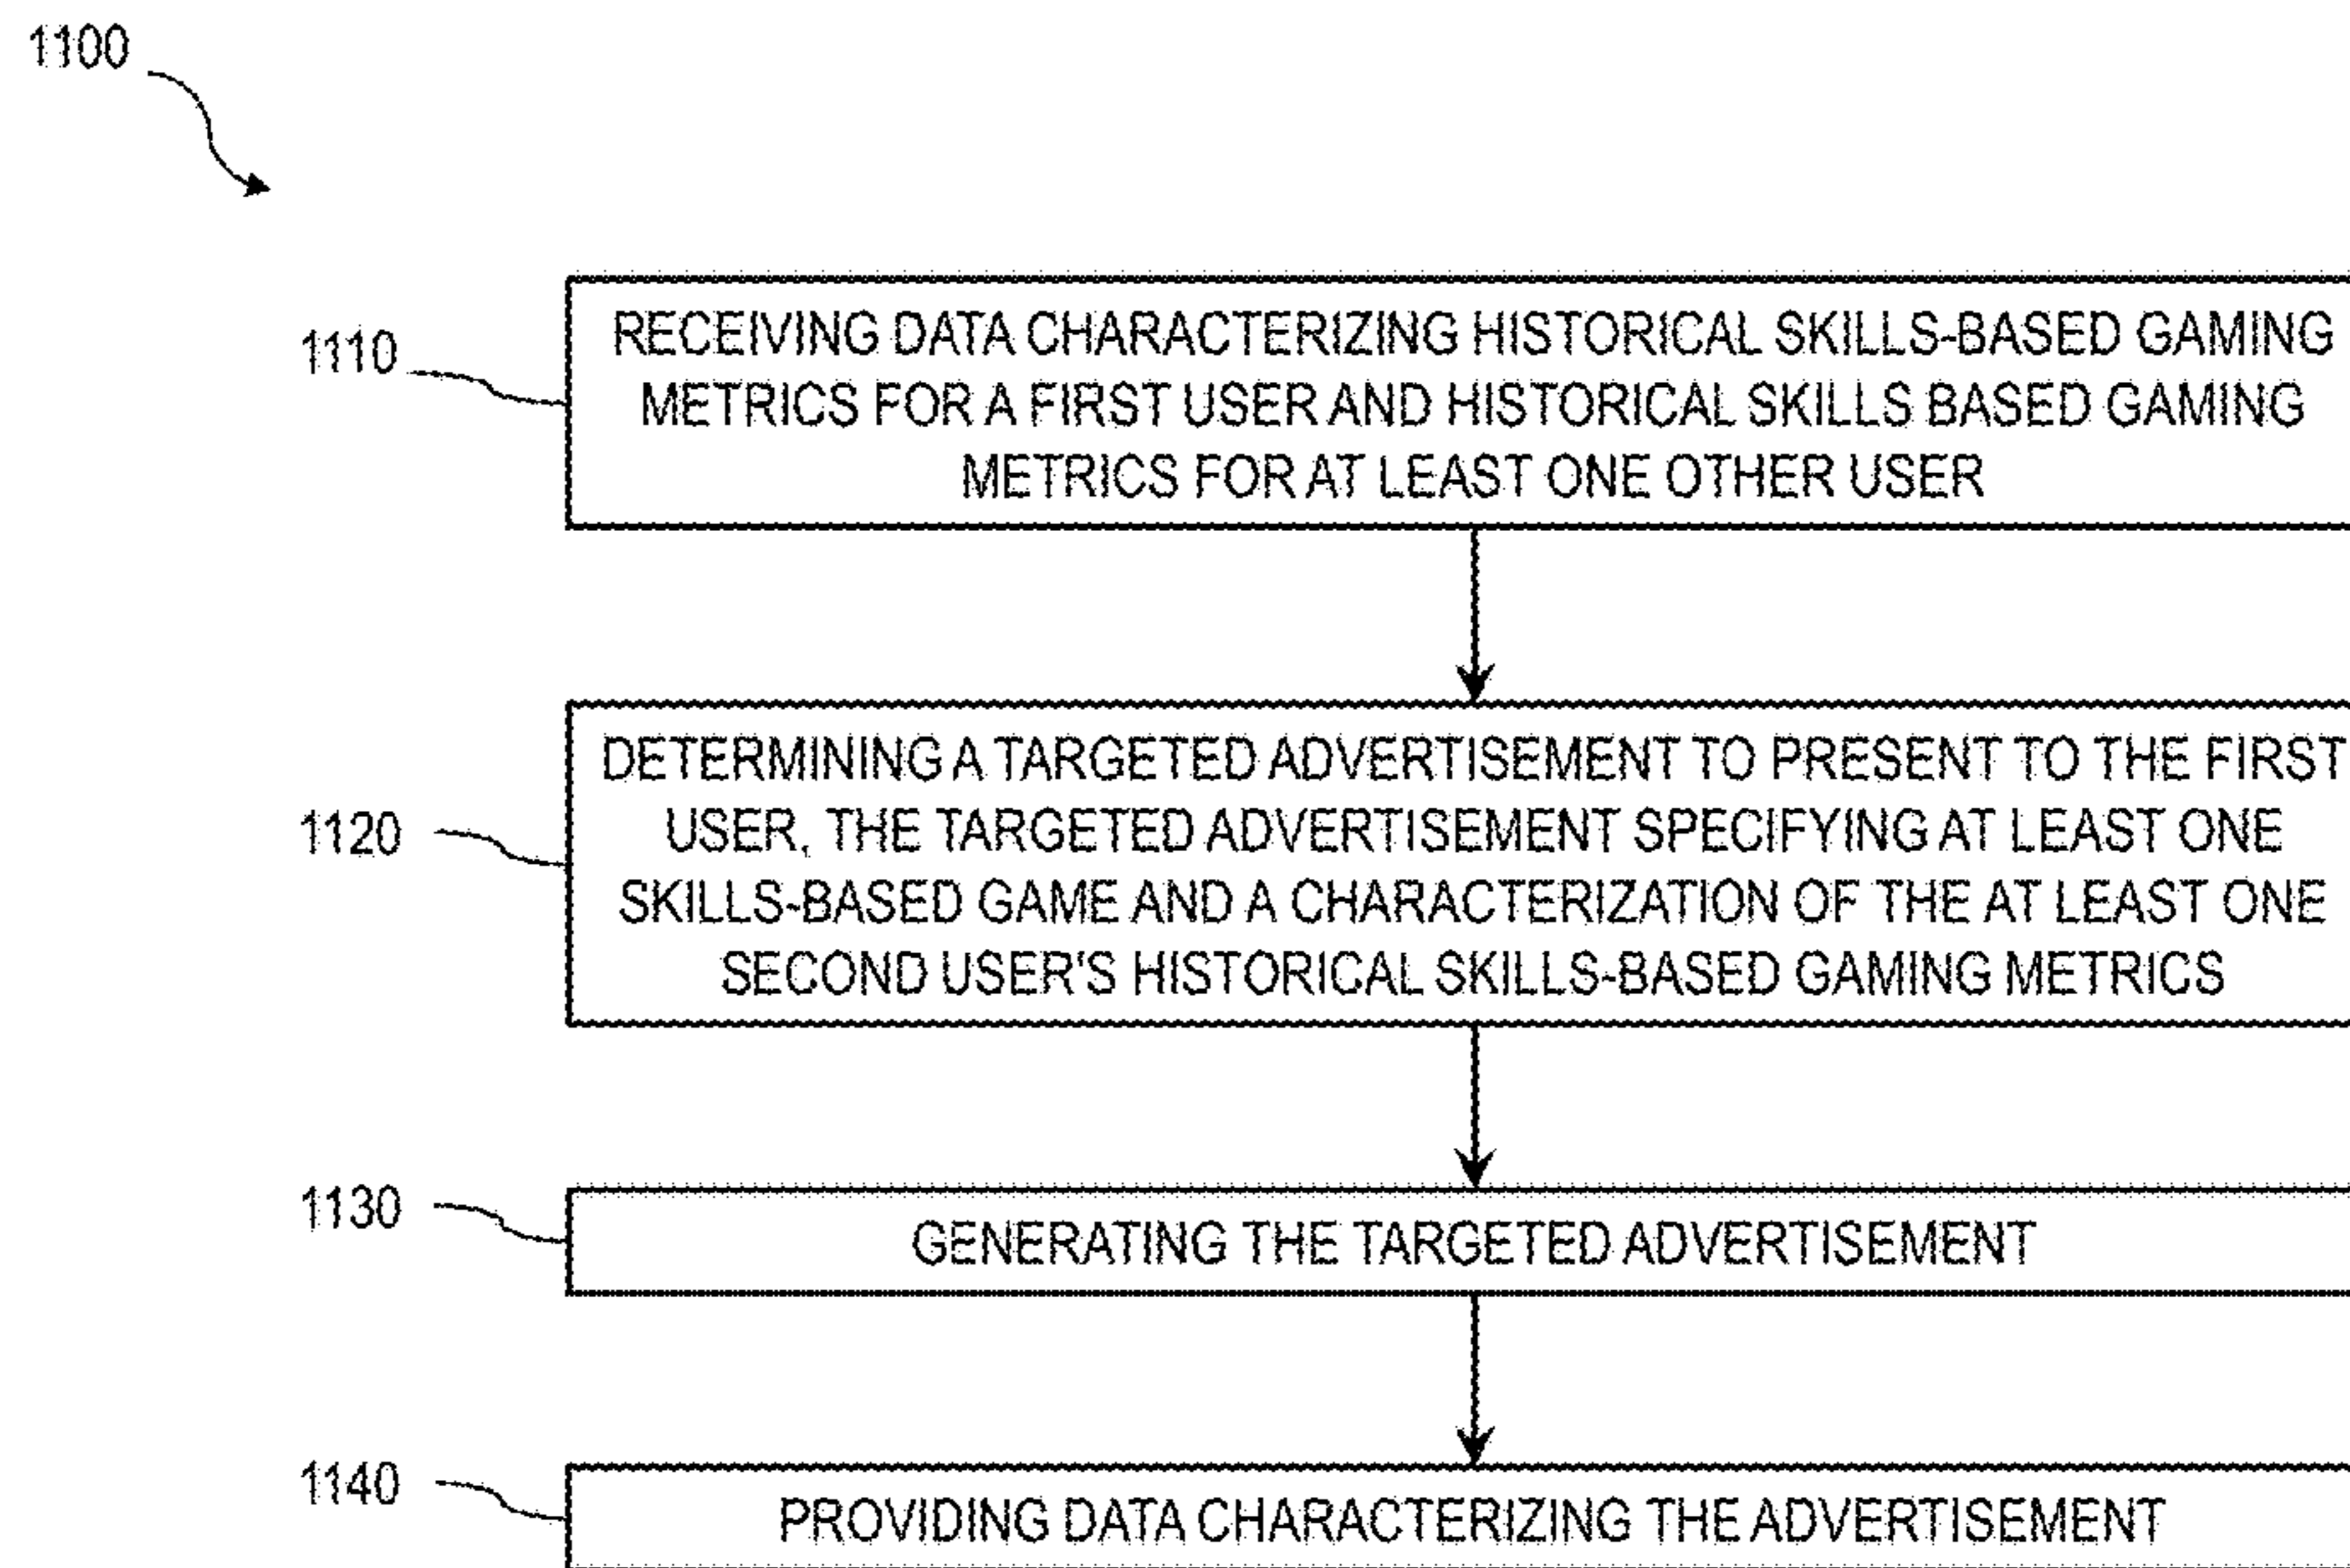 1100
1110
RECEIVING DATA CHARACTERIZING HISTORICAL SKILLS-BASED GAMING
METRICS FOR A FIRST USER AND HISTORICAL SKILLS BASED GAMING
METRICS FOR AT LEAST ONE OTHER USER
1120
DETERMINING A TARGETED ADVERTISEMENT TO PRESENT TO THE FIRST
USER, THE TARGETED ADVERTISEMENT SPECIFYING AT LEAST ONE
SKILLS-BASED GAME AND A CHARACTERIZATION OF THE AT LEAST ONE
SECOND USER'S HISTORICAL SKILLS-BASED GAMING METRICS
1130
GENERATING THE TARGETED ADVERTISEMENT
1140
PROVIDING DATA CHARACTERIZING THE ADVERTISEMENT